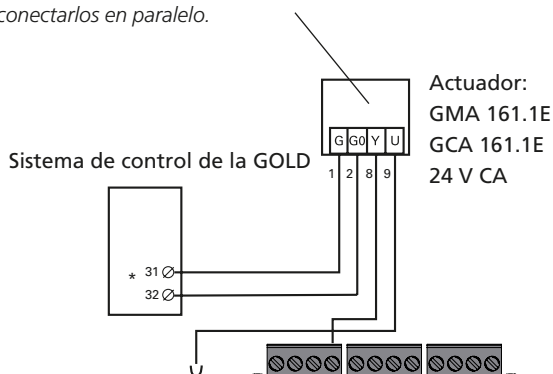 conectarlos en paralelo.
Actuador:
GMA 161.1E
GCA 161.1E
24 V CA
G G0 Y U
1 2 8 9
Sistema de control de la GOLD
* 31
32